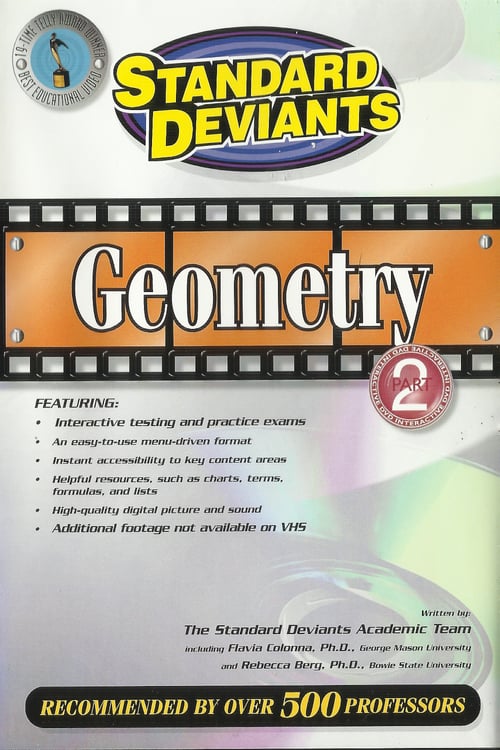 19-TIME TELLY AWARD WINNER
BEST EDUCATIONAL VIDEO
STANDARD
DEVIANTS
Geometry
INTERACTIVE DVD INTERACTIVE DVD INTERACTIVE DVD
PART
2
FEATURING:
• Interactive testing and practice exams
• An easy-to-use menu-driven format
• Instant accessibility to key content areas
• Helpful resources, such as charts, terms,
formulas, and lists
• High-quality digital picture and sound
• Additional footage not available on VHS
Written by:
The Standard Deviants Academic Team
including Flavia Colonna, Ph.D., George Mason University
and Rebecca Berg, Ph.D., Bowie State University
RECOMMENDED BY OVER 500 PROFESSORS